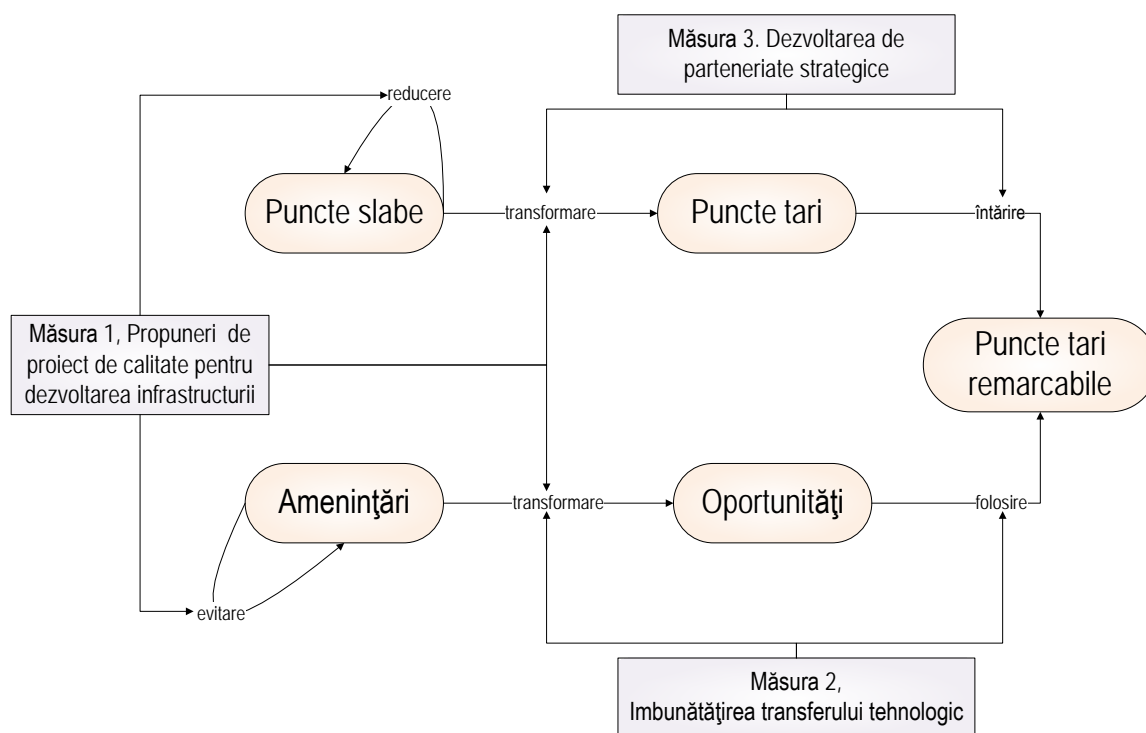 Măsura 3. Dezvoltarea de
parteneriate strategice
reducere
Puncte slabe
transformare
Puncte tari
întărire
Măsura 1, Propuneri de
proiect de calitate pentru
dezvoltarea infrastructurii
Puncte tari
remarcabile
Ameninţări
transformare
Oportunităţi
folosire
evitare
Măsura 2,
Imbunătăţirea transferului tehnologic